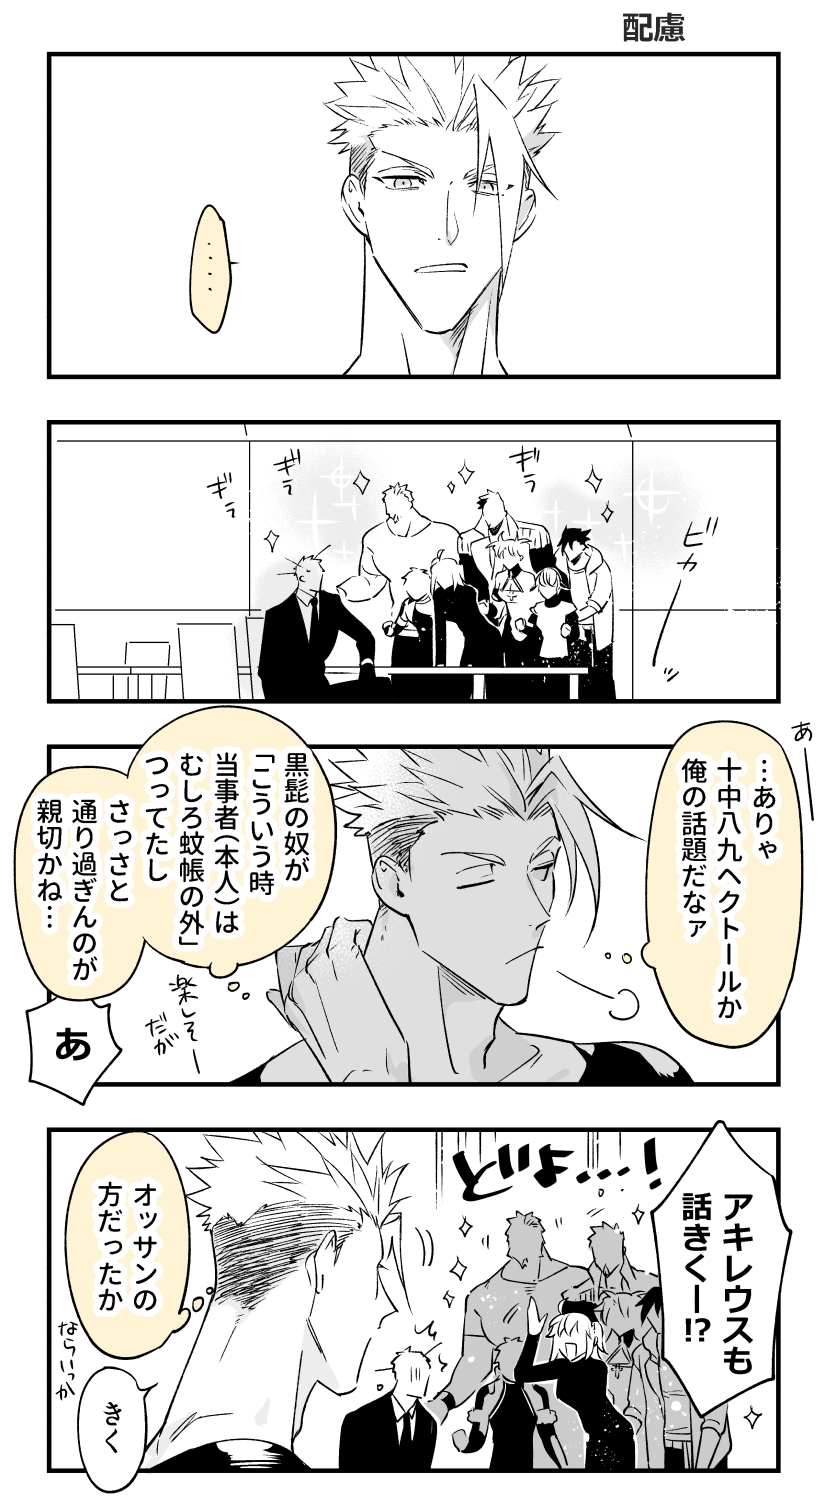 配慮
‥‥
ギラ
ギラ
ギラ
ピカーッ
あー
…ありゃ
十中八九ヘクトールか
俺の話題だなァ
黒髭の奴が
「こういう時
当事者(本人)は
むしろ蚊帳の外」
つってたし
さっさと
通り過ぎんのが
親切かね…
楽しそー
だが
あ
アキレウスも
話きくー!?
どよ…!
オッサンの
方だったか
ならいっか
きく